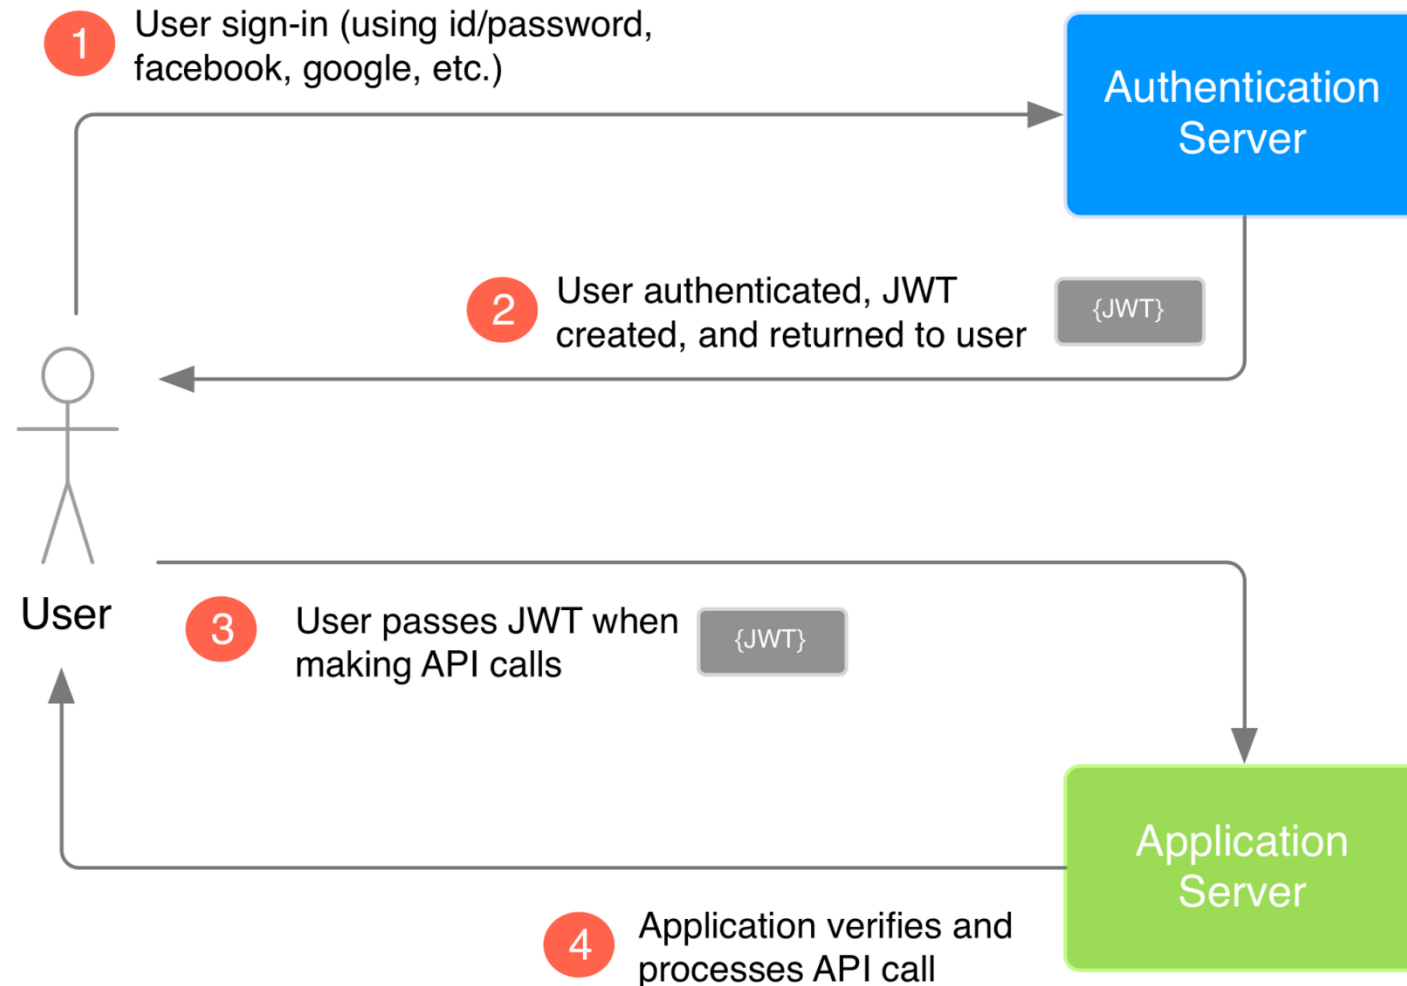 1
User sign-in (using id/password,
facebook, google, etc.)
Authentication
Server
2
User authenticated, JWT
created, and returned to user
{JWT}
User
3
User passes JWT when
making API calls
{JWT}
Application
Server
4
Application verifies and
processes API call